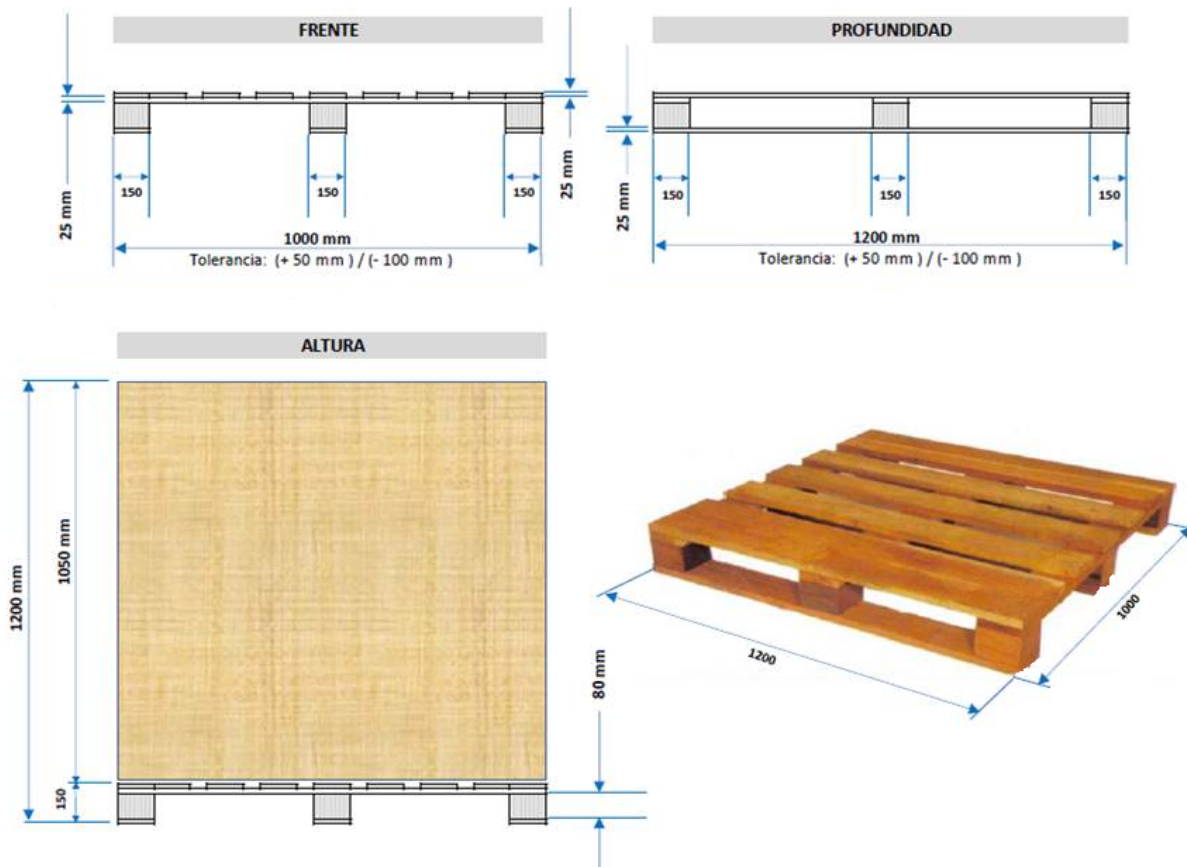 FRENTE
25 mm
150
150
150
25 mm
1000 mm
Tolerancia: (+ 50 mm ) / (- 100 mm )
PROFUNDIDAD
25 mm
150
150
150
1200 mm
Tolerancia: (+ 50 mm ) / (- 100 mm )
ALTURA
1200 mm
1050 mm
150
80 mm
1200
1000